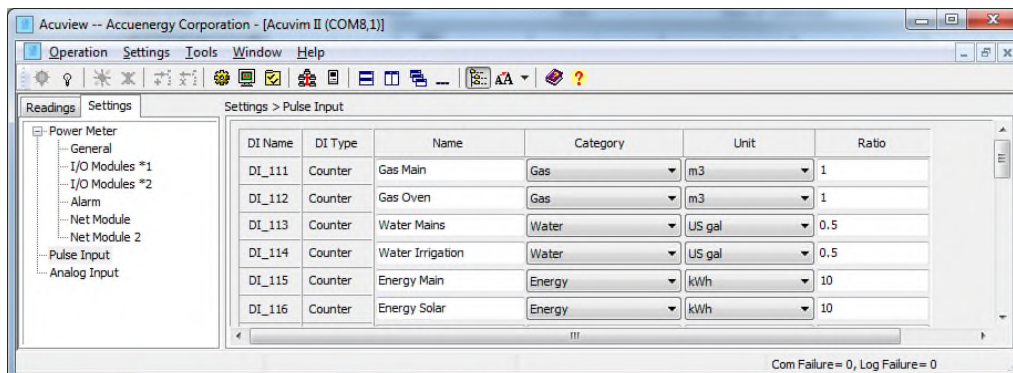 Acuview -- Accuenergy Corporation - [Acuvim II (COM8,1)]
Operation Settings Tools Window Help
Readings Settings
Settings > Pulse Input
Power Meter
General
I/O Modules *1
I/O Modules *2
Alarm
Net Module
Net Module 2
Pulse Input
Analog Input
DI Name DI Type Name Category Unit Ratio
DI_111 Counter Gas Main Gas m3 1
DI_112 Counter Gas Oven Gas m3 1
DI_113 Counter Water Mains Water US gal 0.5
DI_114 Counter Water Irrigation Water US gal 0.5
DI_115 Counter Energy Main Energy kWh 10
DI_116 Counter Energy Solar Energy kWh 10
Com Failure= 0, Log Failure= 0